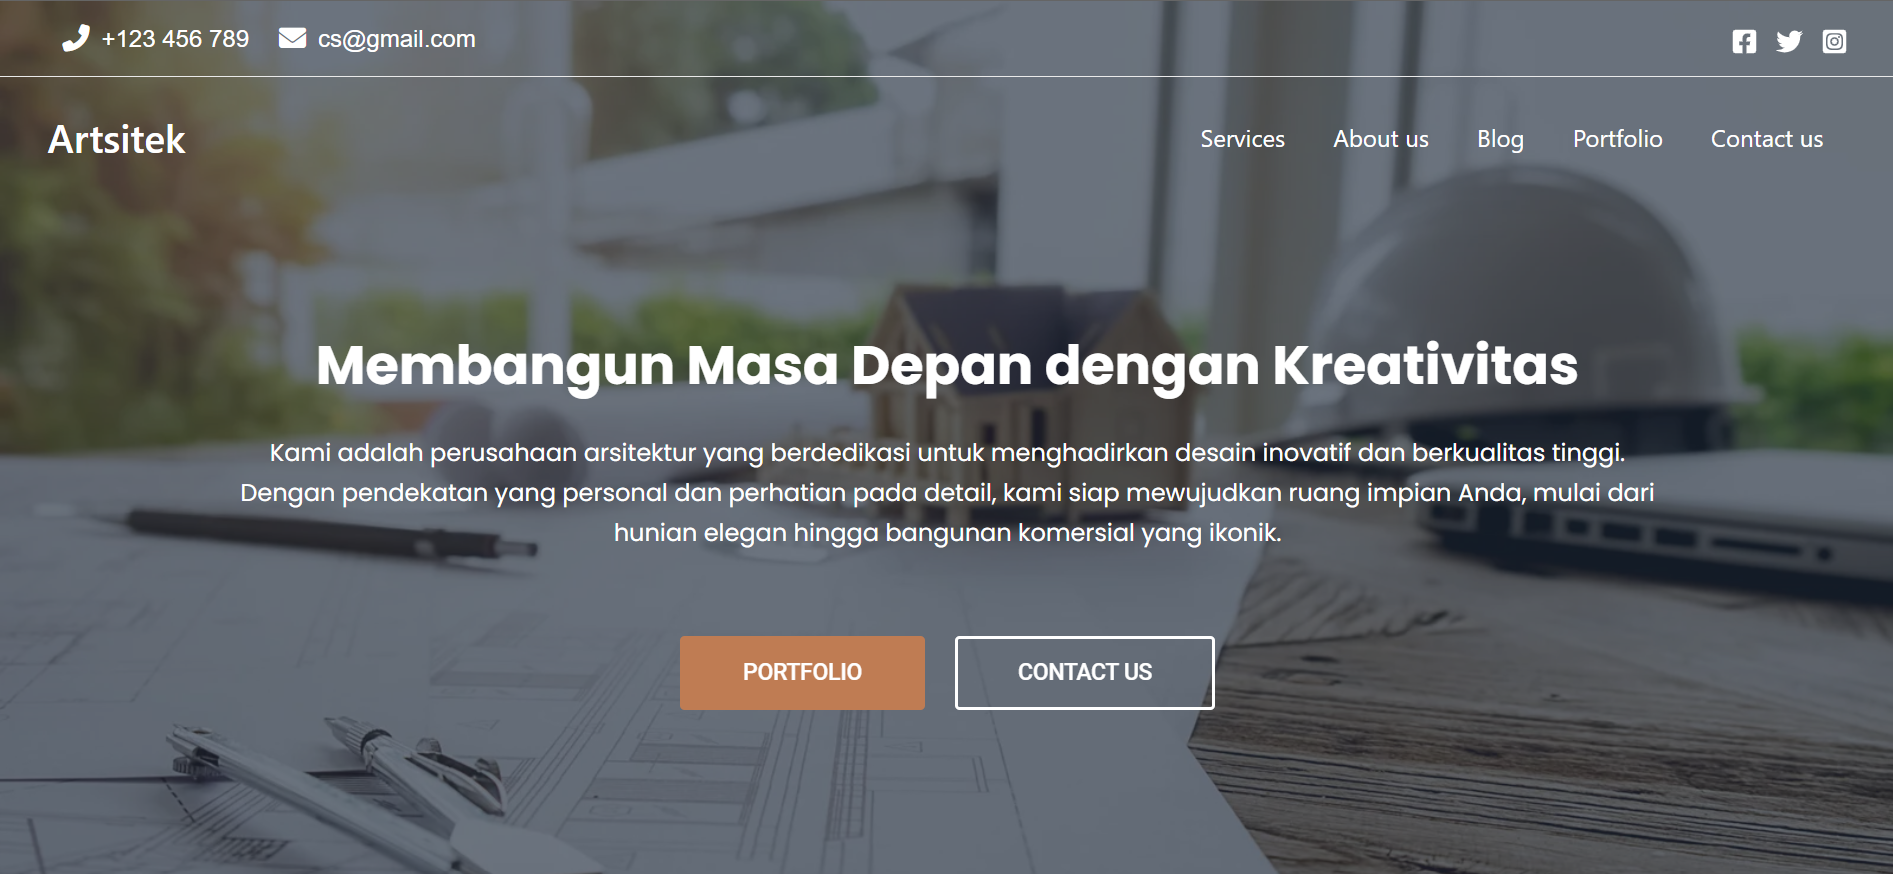 +123 456 789 cs@gmail.com
Artsitek
Services About us Blog Portfolio Contact us
Membangun Masa Depan dengan Kreativitas
Kami adalah perusahaan arsitektur yang berdedikasi untuk menghadirkan desain inovatif dan berkualitas tinggi.
Dengan pendekatan yang personal dan perhatian pada detail, kami siap mewujudkan ruang impian Anda, mulai dari
hunian elegan hingga bangunan komersial yang ikonik.
PORTFOLIO
CONTACT US